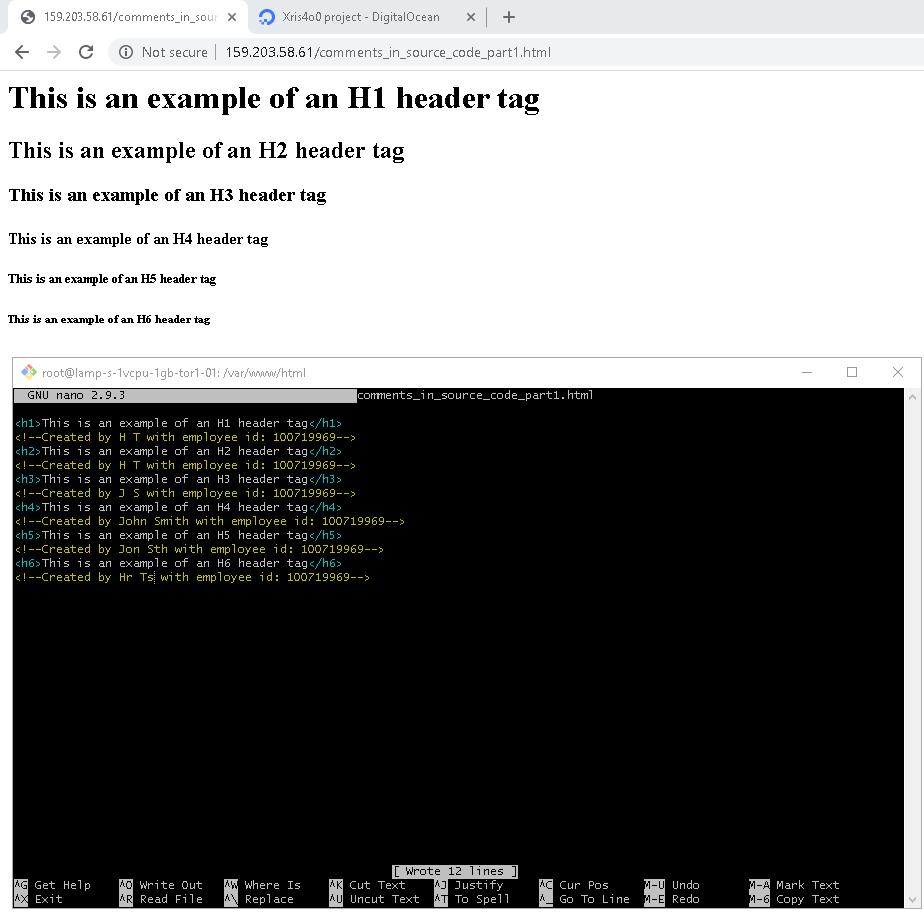 159.203.58.61/comments_in_sour
Xris4o0 project - DigitalOcean
Not secure
159.203.58.61/comments_in_source_code_part1.html
This is an example of an H1 header tag
This is an example of an H2 header tag
This is an example of an H3 header tag
This is an example of an H4 header tag
This is an example of an H5 header tag
This is an example of an H6 header tag
root@lamp-s-1vcpu-1gb-tor1-01: /var/www/html
GNU nano 2.9.3 comments_in_source_code_part1.html
<h1>This is an example of an H1 header tag</h1>
<!--Created by H T with employee id: 100719969-->
<h2>This is an example of an H2 header tag</h2>
<!--Created by H T with employee id: 100719969-->
<h3>This is an example of an H3 header tag</h3>
<!--Created by J S with employee id: 100719969-->
<h4>This is an example of an H4 header tag</h4>
<!--Created by John Smith with employee id: 100719969-->
<h5>This is an example of an H5 header tag</h5>
<!--Created by Jon Sth with employee id: 100719969-->
<h6>This is an example of an H6 header tag</h6>
<!--Created by Hr Ts with employee id: 100719969-->
[ Wrote 12 lines ]
^G Get Help ^O Write Out ^W Where Is ^K Cut Text ^J Justify ^C Cur Pos M-U Undo M-A Mark Text
^X Exit ^R Read File ^\ Replace ^U Uncut Text ^T To Spell ^_ Go To Line M-E Redo M-6 Copy Text